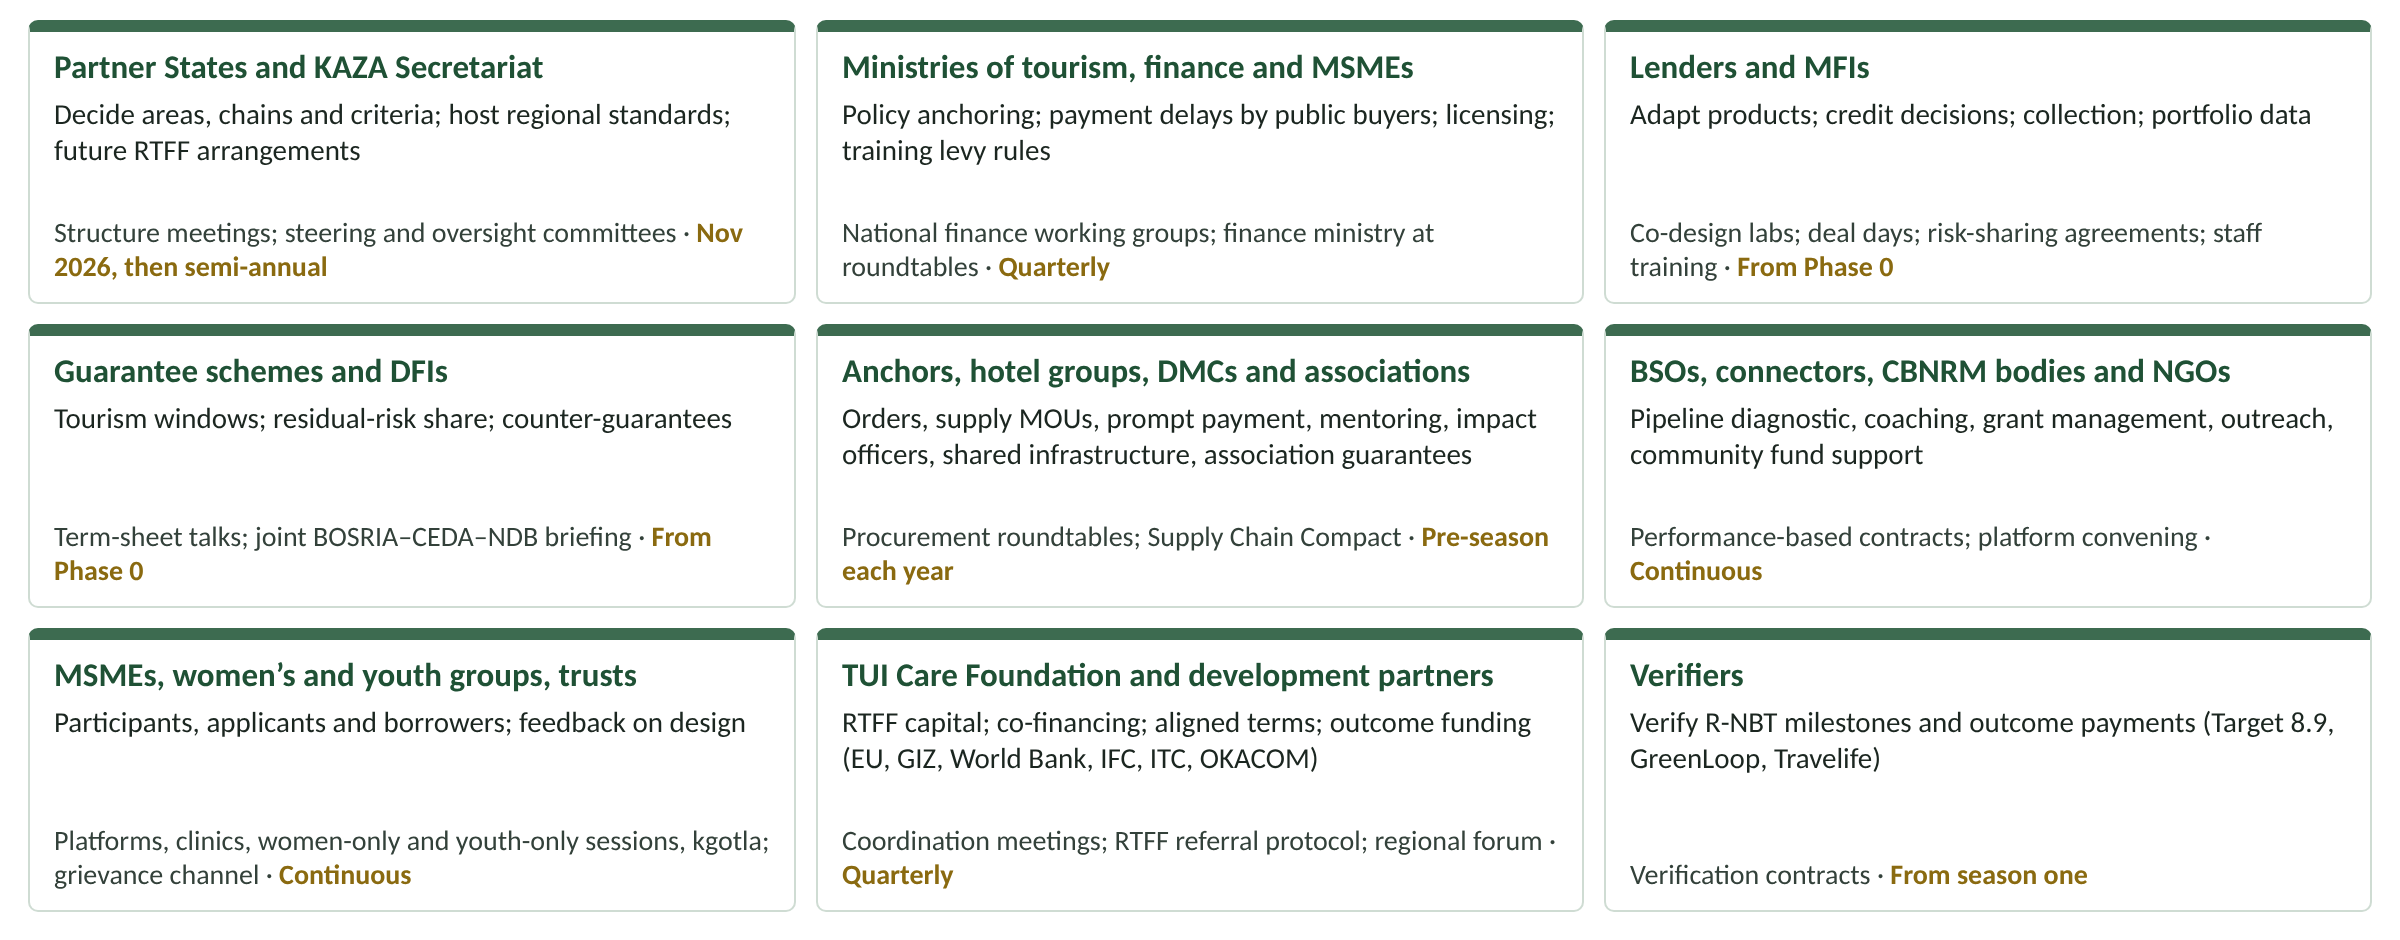 Partner States and KAZA Secretariat
Decide areas, chains and criteria; host regional standards;
future RTFF arrangements
Structure meetings; steering and oversight committees · Nov
2026, then semi-annual
Ministries of tourism, finance and MSMEs
Policy anchoring; payment delays by public buyers; licensing;
training levy rules
National finance working groups; finance ministry at
roundtables · Quarterly
Lenders and MFIs
Adapt products; credit decisions; collection; portfolio data
Co-design labs; deal days; risk-sharing agreements; staff
training · From Phase 0
Guarantee schemes and DFIs
Tourism windows; residual-risk share; counter-guarantees
Term-sheet talks; joint BOSRIA–CEDA–NDB briefing · From
Phase 0
Anchors, hotel groups, DMCs and associations
Orders, supply MOUs, prompt payment, mentoring, impact
officers, shared infrastructure, association guarantees
Procurement roundtables; Supply Chain Compact · Pre-season
each year
BSOs, connectors, CBNRM bodies and NGOs
Pipeline diagnostic, coaching, grant management, outreach,
community fund support
Performance-based contracts; platform convening ·
Continuous
MSMEs, women’s and youth groups, trusts
Participants, applicants and borrowers; feedback on design
Platforms, clinics, women-only and youth-only sessions, kgotla;
grievance channel · Continuous
TUI Care Foundation and development partners
RTFF capital; co-financing; aligned terms; outcome funding
(EU, GIZ, World Bank, IFC, ITC, OKACOM)
Coordination meetings; RTFF referral protocol; regional forum ·
Quarterly
Verifiers
Verify R-NBT milestones and outcome payments (Target 8.9,
GreenLoop, Travelife)
Verification contracts · From season one